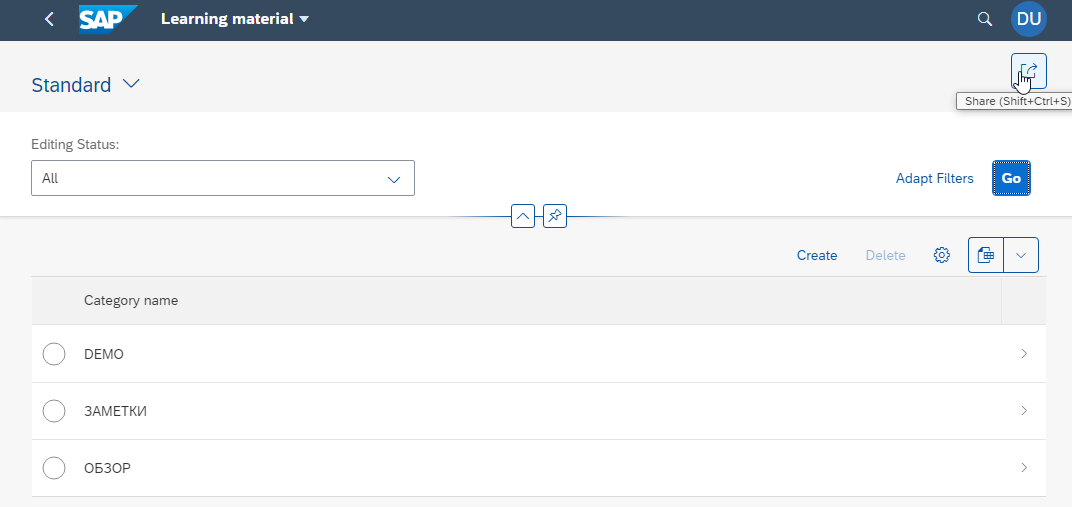 SAP Learning material DU
Standard
Share (Shift+Ctrl+S)
Editing Status:
All
Adapt Filters Go
Create Delete
Category name
DEMO
ЗАМЕТКИ
ОБЗОР